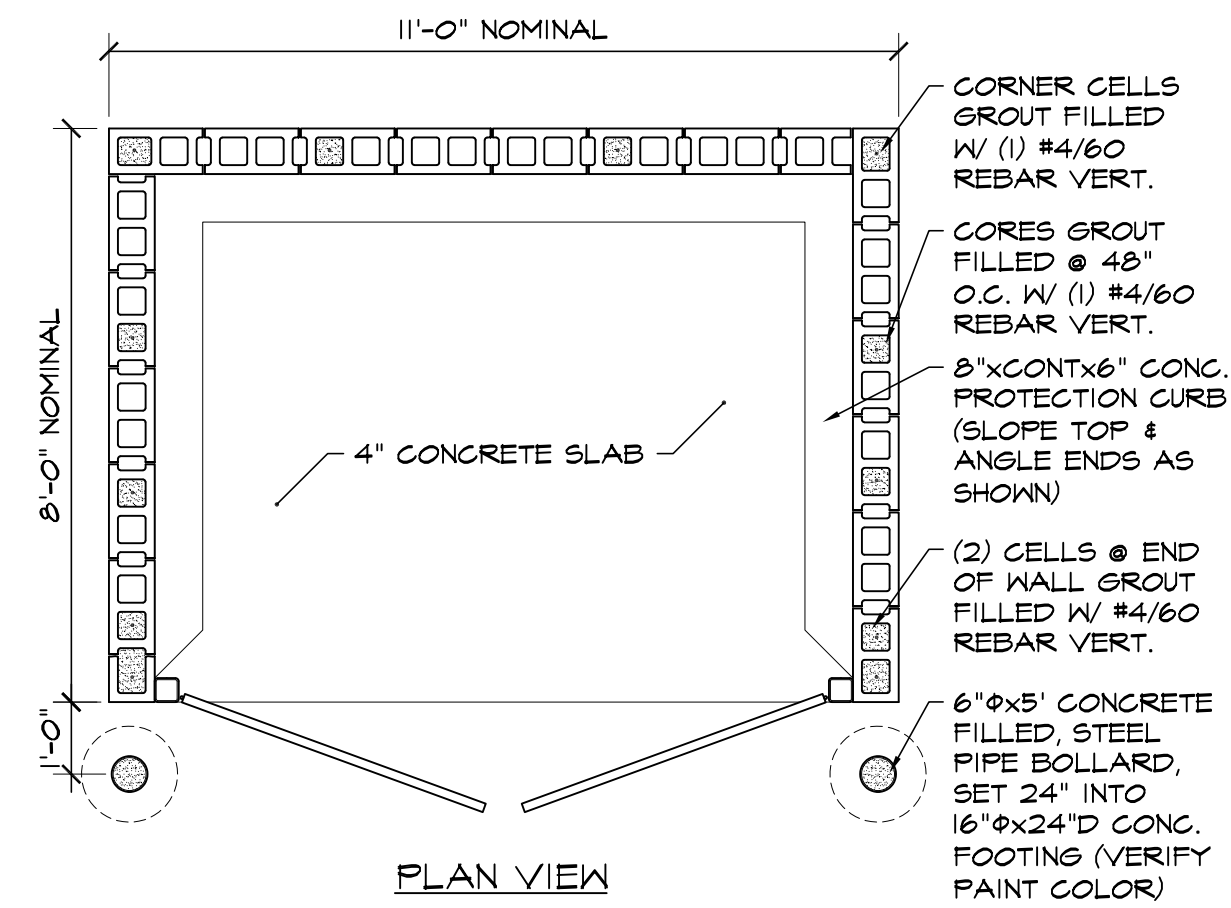 11'-0" NOMINAL
CORNER CELLS
GROUT FILLED
W/ (1) #4/60
REBAR VERT.
CORES GROUT
FILLED @ 48"
O.C. W/ (1) #4/60
REBAR VERT.
8"xCONTx6" CONC.
PROTECTION CURB
(SLOPE TOP &
ANGLE ENDS AS
SHOWN)
8'-0" NOMINAL
4" CONCRETE SLAB
(2) CELLS @ END
OF WALL GROUT
FILLED W/ #4/60
REBAR VERT.
1'-0"
6"Φx5' CONCRETE
FILLED, STEEL
PIPE BOLLARD,
SET 24" INTO
16"Φx24"D CONC.
FOOTING (VERIFY
PAINT COLOR)
PLAN VIEW